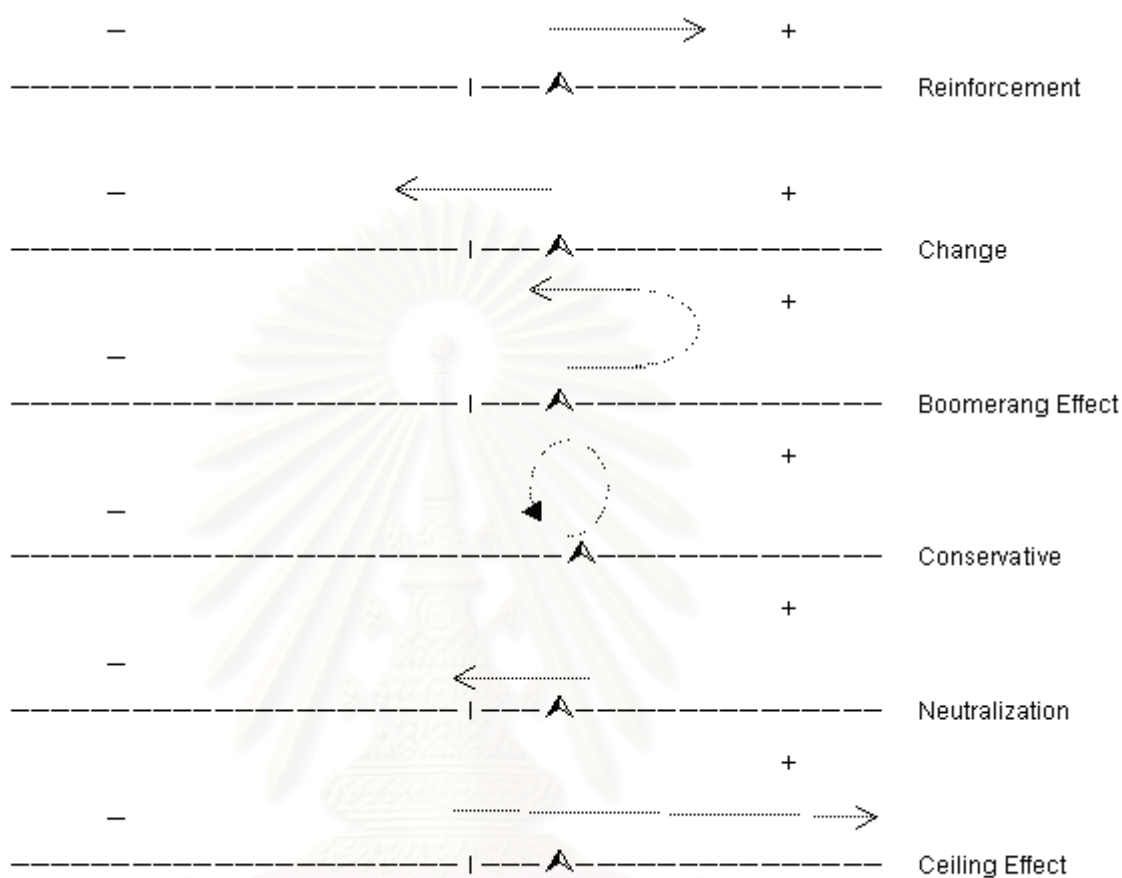 — +
Reinforcement
— +
Change
+
—
Boomerang Effect
+
—
Conservative
+
—
Neutralization
+
—
Ceiling Effect